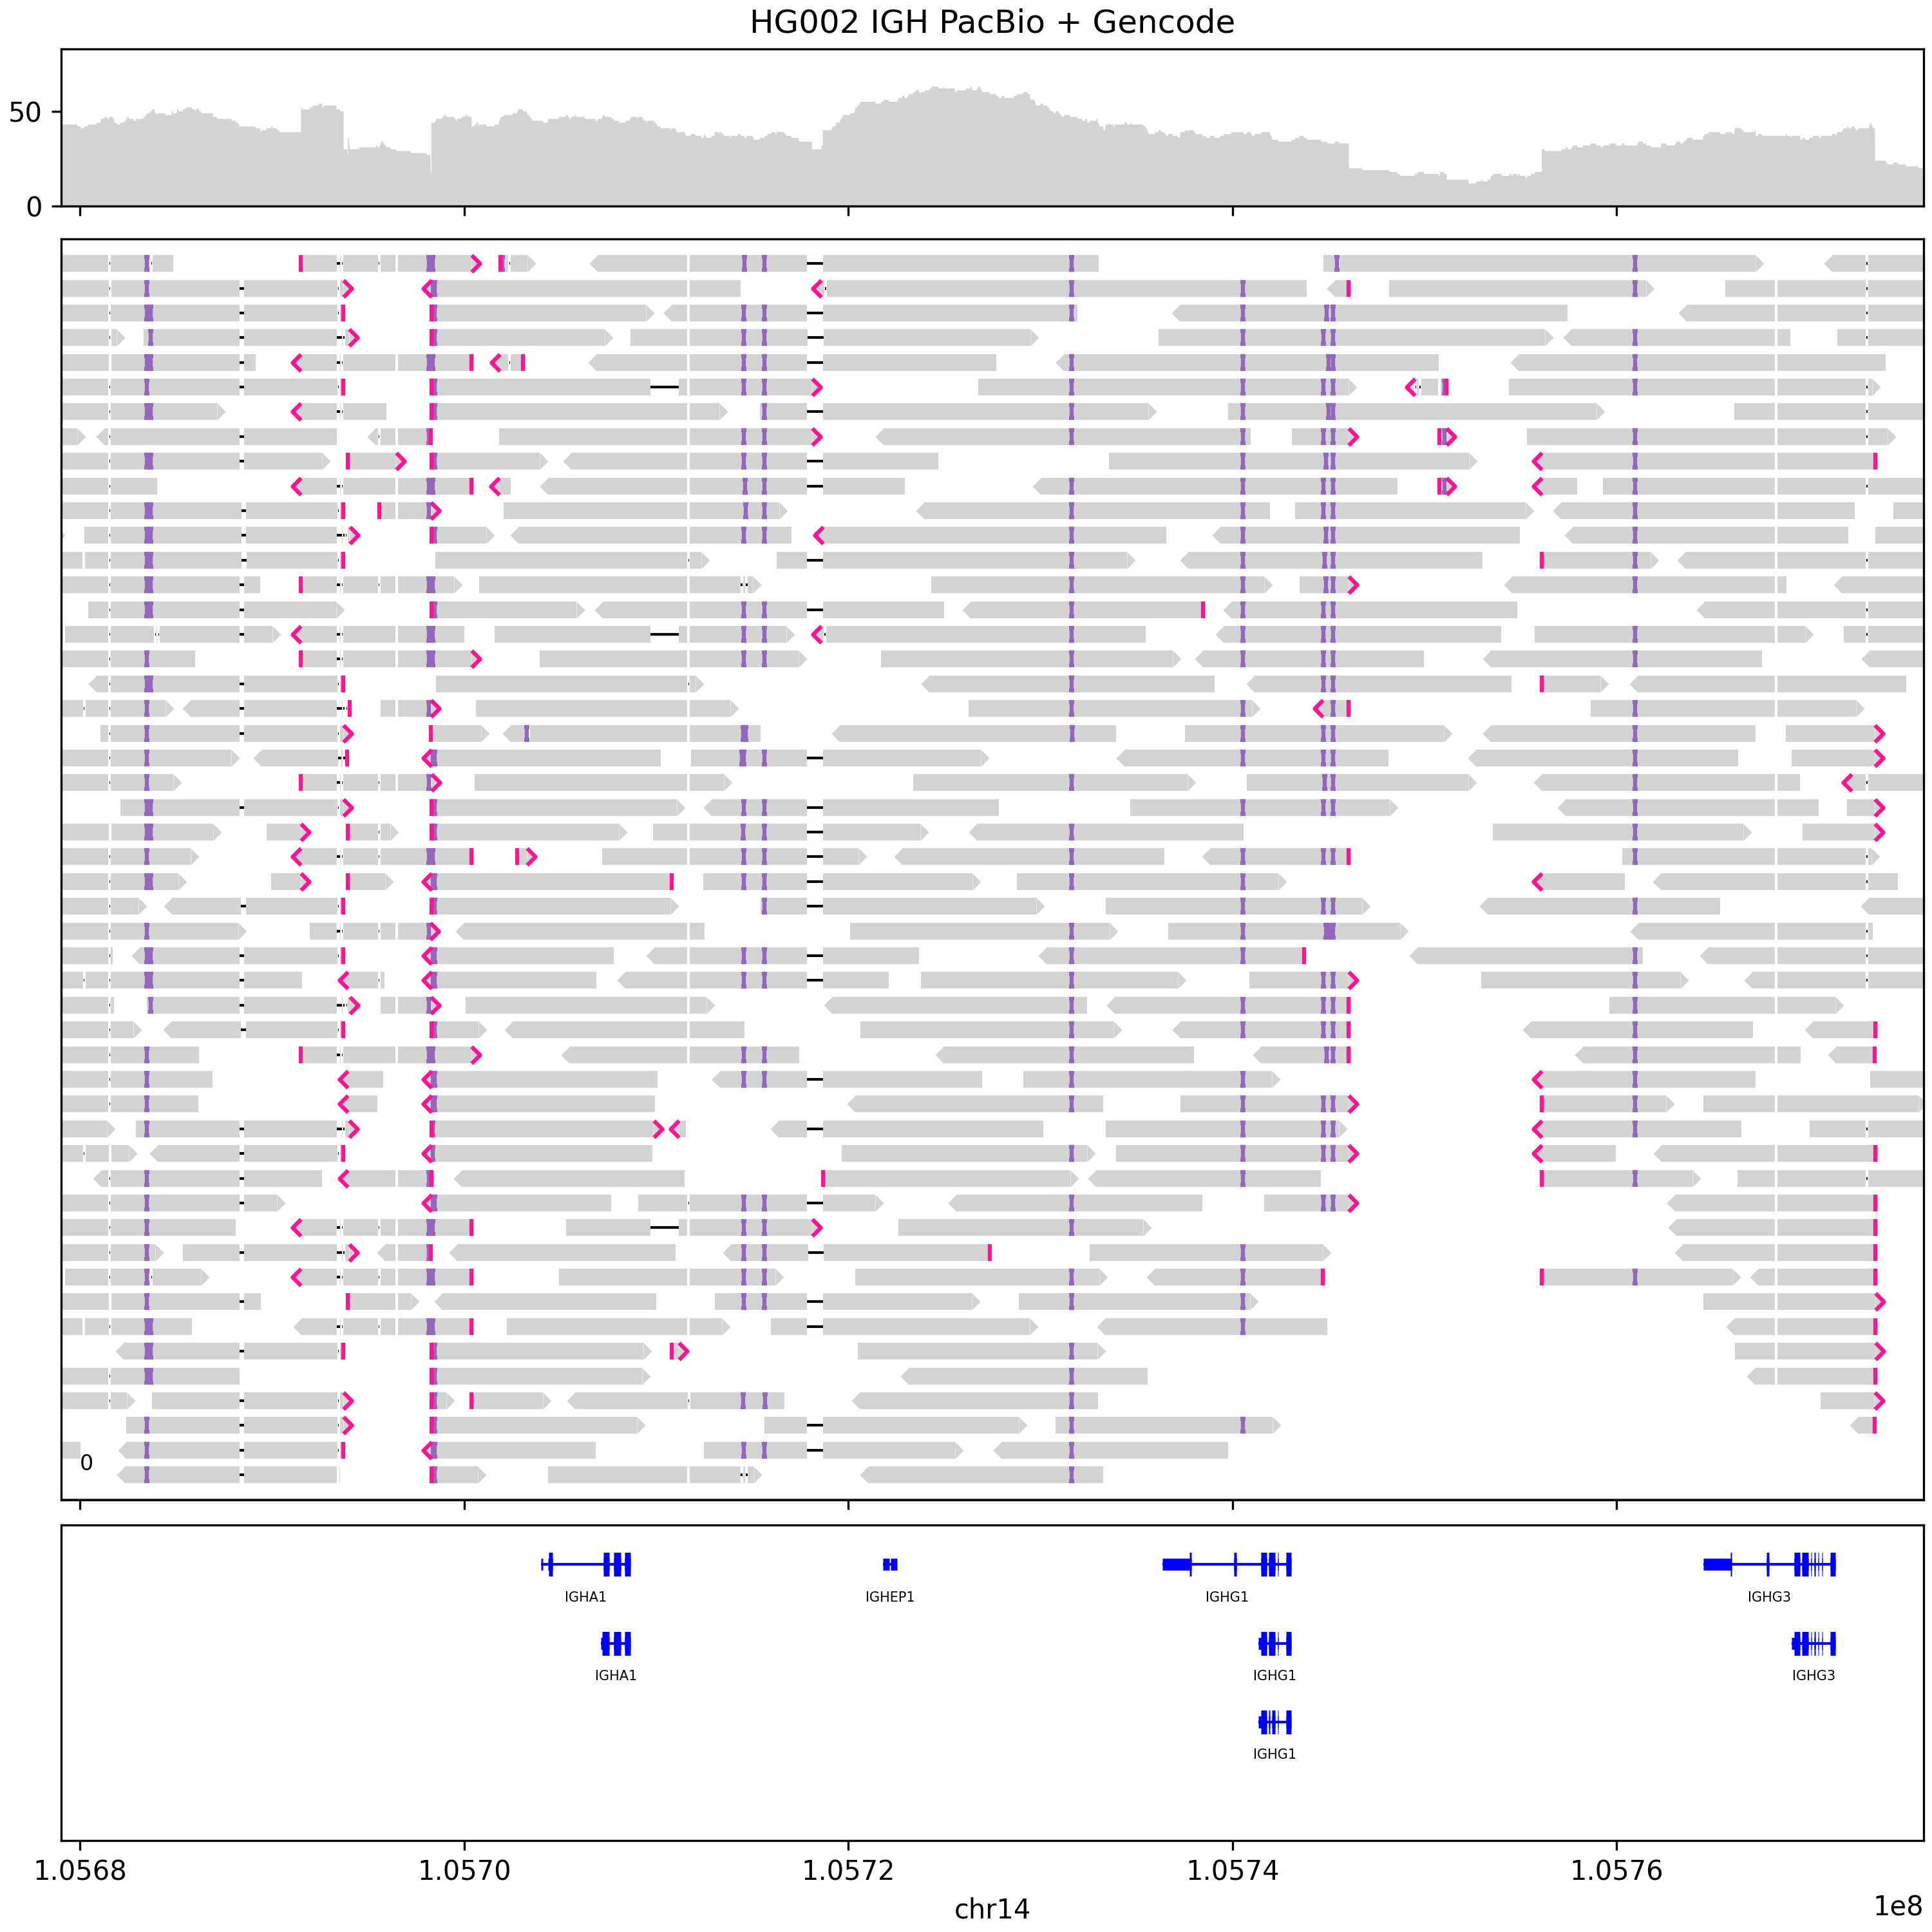 HG002 IGH PacBio + Gencode
50
0
0
IGHA1 IGHEP1 IGHG1 IGHG3
IGHA1 IGHG1 IGHG3
IGHG1
1.0568 1.0570 1.0572 1.0574 1.0576
chr14 1e8